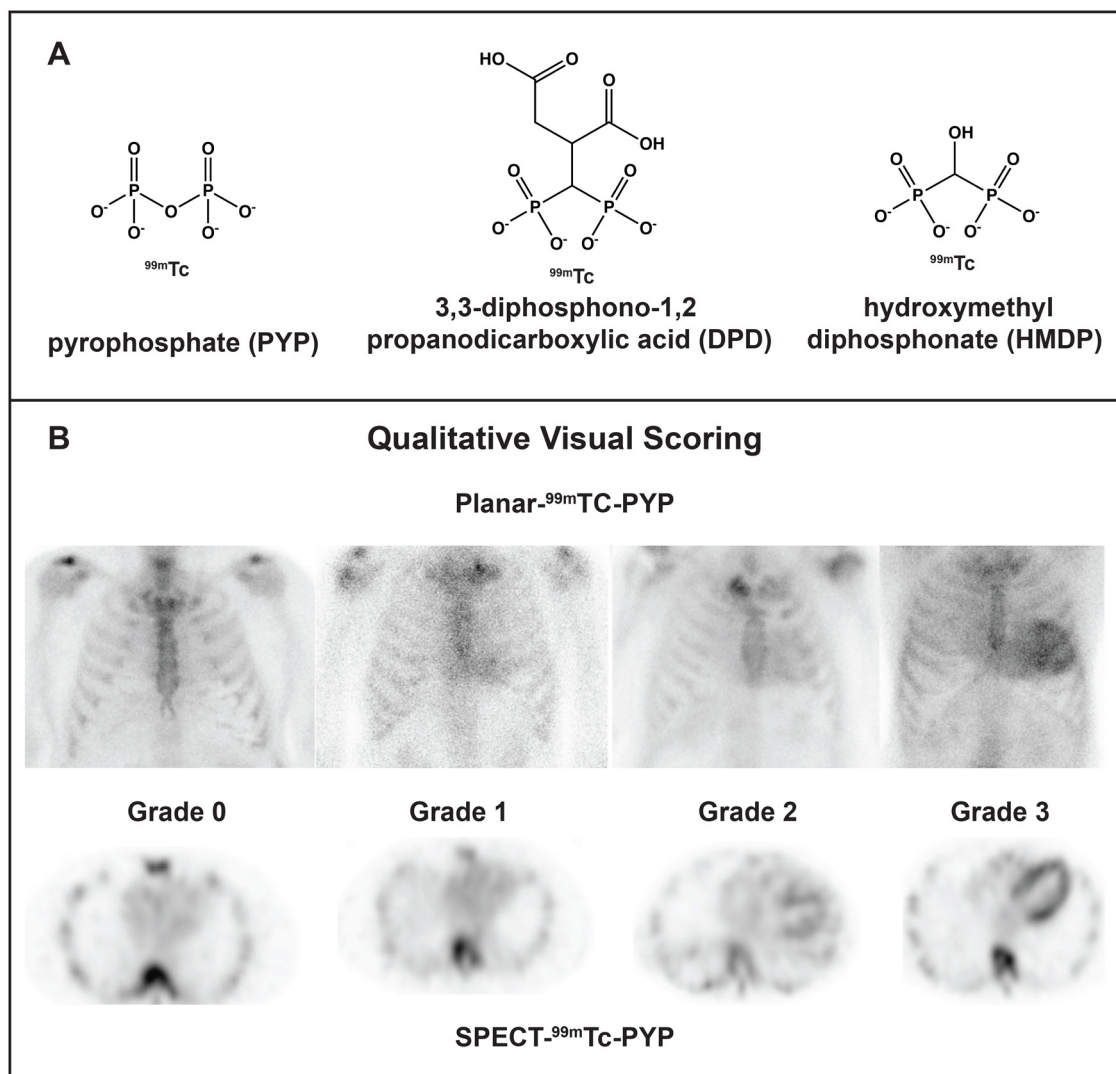 A
HO
O
O
OH
O
O
P
P
O⁻
O
O⁻
O⁻
O⁻
⁹⁹ᵐTc
pyrophosphate (PYP)
O
O
P
P
O⁻
O⁻
O⁻
O⁻
⁹⁹ᵐTc
3,3-diphosphono-1,2
propanodicarboxylic acid (DPD)
OH
O
O
P
P
O⁻
O⁻
O⁻
O⁻
⁹⁹ᵐTc
hydroxymethyl
diphosphonate (HMDP)
B
Qualitative Visual Scoring
Planar-⁹⁹ᵐTC-PYP
Grade 0
Grade 1
Grade 2
Grade 3
SPECT-⁹⁹ᵐTc-PYP